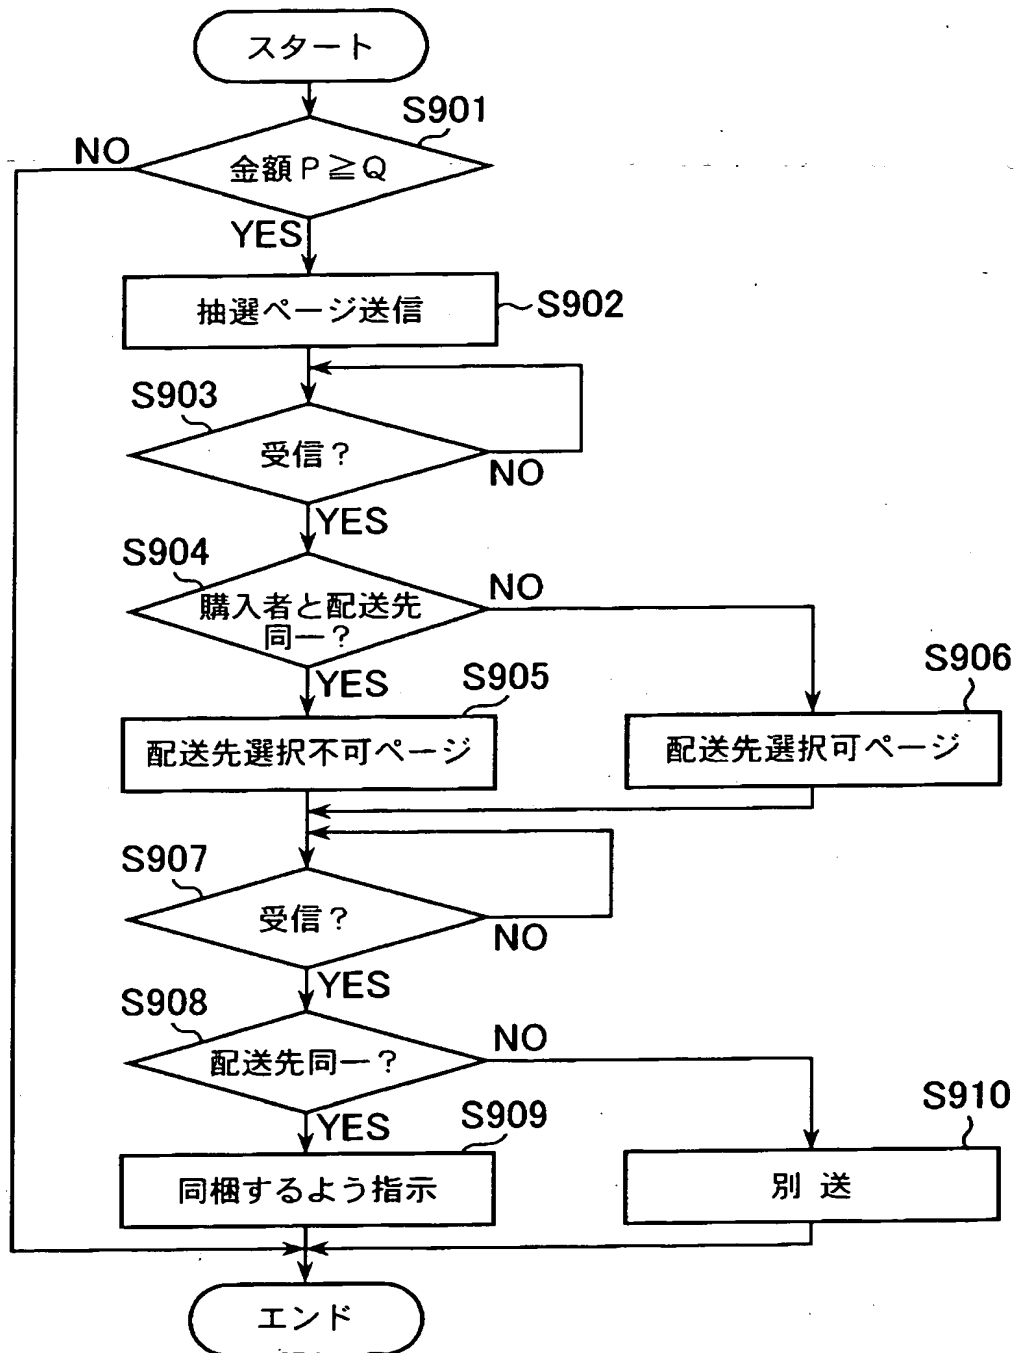 スタート
S901
NO
金額P≧Q
YES
抽選ページ送信
S902
S903
受信?
NO
YES
S904
購入者と配送先
同一?
NO
YES
S905
S906
配送先選択不可ページ
配送先選択可ページ
S907
受信?
NO
YES
S908
配送先同一?
NO
YES
S909
S910
同梱するよう指示
別 送
エンド